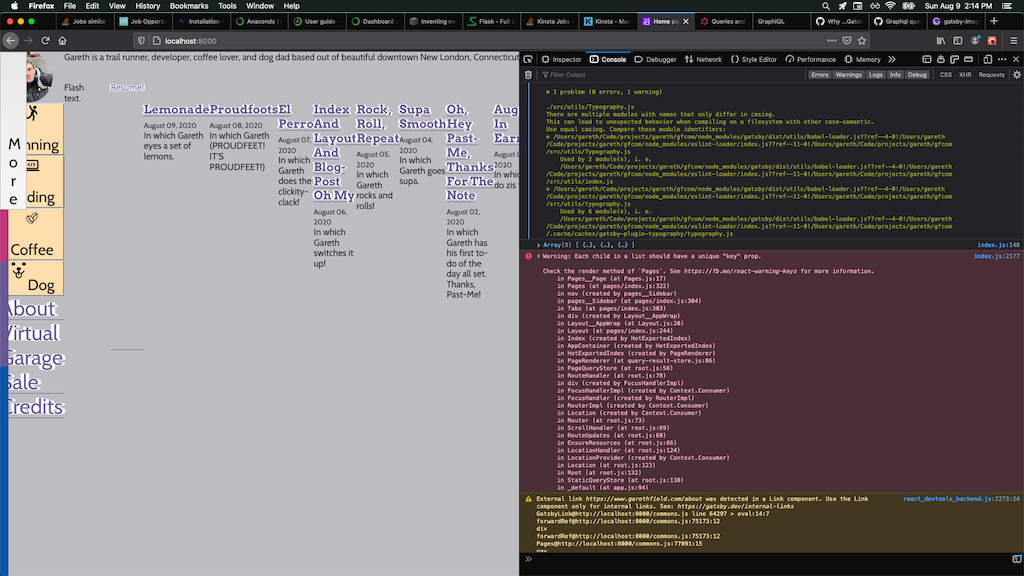 Firefox File Edit View History Bookmarks Tools Window Help
Sun Aug 9 2:14 PM
Jobs similar
Job Opportu
Installation -
Anaconda |
User guide -
Dashboard
Inventing n
Flask - Full
Kinsta Jobs
Kinsta - Ma
Home p
Queries and
GraphiQL
Why ...Gats
Graphql qu
gatsby-imag
localhost:8000
Gareth is a trail runner, developer, coffee lover, and dog dad based out of beautiful downtown New London, Connecticut
Flash
text.
Resume!
More
nning
ding
Coffee
Dog
About
Virtual
Garage
Sale
Credits
Lemonade
August 09, 2020
In which Gareth
eyes a set of
lemons.
Proudfoots
August 08, 2020
In which Gareth
(PROUDFEET!
IT'S
PROUDFEET!)
El
Perro
August 07,
2020
In which
Gareth
does the
clickity-
clack!
Index
And
Layout
And
Blog-
Post
Oh My
August 06,
2020
In which
Gareth
switches it
up!
Rock,
Roll,
Repeat
August 05,
2020
In which
Gareth
rocks and
rolls!
Supa
Smooth
August 04,
2020
In which
Gareth goes
supa.
Oh,
Hey
Past-
Me,
Thanks
For The
Note
August 02,
2020
In which
Gareth has
his first to-
do of the
day all set.
Thanks,
Past-Me!
Aug
In
Earn
August
2020
In which
do zis
Inspector Console Debugger Network Style Editor Performance Memory
Filter Output
Errors Warnings Logs Info Debug CSS XHR Requests
✖ 1 problem (0 errors, 1 warning)
./src/utils/Typography.js
There are multiple modules with names that only differ in casing.
This can lead to unexpected behavior when compiling on a filesystem with other case-semantic.
Use equal casing. Compare these module identifiers:
* /Users/gareth/Code/projects/gareth/gfcom/node_modules/gatsby/dist/utils/babel-loader.js??ref--4-0!/Users/gareth
/Code/projects/gareth/gfcom/node_modules/eslint-loader/index.js??ref--11-0!/Users/gareth/Code/projects/gareth/gfcom
/src/utils/Typography.js
Used by 2 module(s), i. e.
/Users/gareth/Code/projects/gareth/gfcom/node_modules/gatsby/dist/utils/babel-loader.js??ref--4-0!/Users/gareth
/Code/projects/gareth/gfcom/node_modules/eslint-loader/index.js??ref--11-0!/Users/gareth/Code/projects/gareth/gfcom
/src/utils/index.js
* /Users/gareth/Code/projects/gareth/gfcom/node_modules/gatsby/dist/utils/babel-loader.js??ref--4-0!/Users/gareth
/Code/projects/gareth/gfcom/node_modules/eslint-loader/index.js??ref--11-0!/Users/gareth/Code/projects/gareth/gfcom
/src/utils/typography.js
Used by 6 module(s), i. e.
/Users/gareth/Code/projects/gareth/gfcom/node_modules/eslint-loader/index.js??ref--11-0!/Users/gareth/Code/projects/gareth/gfcom
/.cache/caches/gatsby-plugin-typography/typography.js
Array(3) [ {…}, {…}, {…} ]
index.js:148
Warning: Each child in a list should have a unique "key" prop.
index.js:2177
Check the render method of `Pages`. See https://fb.me/react-warning-keys for more information.
in Pages__Page (at Pages.js:17)
in Pages (at pages/index.js:322)
in nav (created by pages__Sidebar)
in pages__Sidebar (at pages/index.js:304)
in Tabs (at pages/index.js:303)
in div (created by Layout__AppWrap)
in Layout__AppWrap (at Layout.js:20)
in Layout (at pages/index.js:244)
in Index (created by HotExportedIndex)
in AppContainer (created by HotExportedIndex)
in HotExportedIndex (created by PageRenderer)
in PageRenderer (at query-result-store.js:86)
in PageQueryStore (at root.js:56)
in RouteHandler (at root.js:78)
in div (created by FocusHandlerImpl)
in FocusHandlerImpl (created by Context.Consumer)
in FocusHandler (created by RouterImpl)
in RouterImpl (created by Context.Consumer)
in Location (created by Context.Consumer)
in Router (at root.js:73)
in ScrollHandler (at root.js:69)
in RouteUpdates (at root.js:68)
in EnsureResources (at root.js:66)
in LocationHandler (at root.js:124)
in LocationProvider (created by Context.Consumer)
in Location (at root.js:123)
in Root (at root.js:132)
in StaticQueryStore (at root.js:138)
in _default (at app.js:94)
External link https://www.garethfield.com/about was detected in a Link component. Use the Link
react_devtools_backend.js:2273:24
component only for internal links. See: https://gatsby.dev/internal-links
GatsbyLink@http://localhost:8000/commons.js line 64297 > eval:14:7
forwardRef@http://localhost:8000/commons.js:75173:12
div
forwardRef@http://localhost:8000/commons.js:75173:12
Pages@http://localhost:8000/commons.js:77891:15
nav